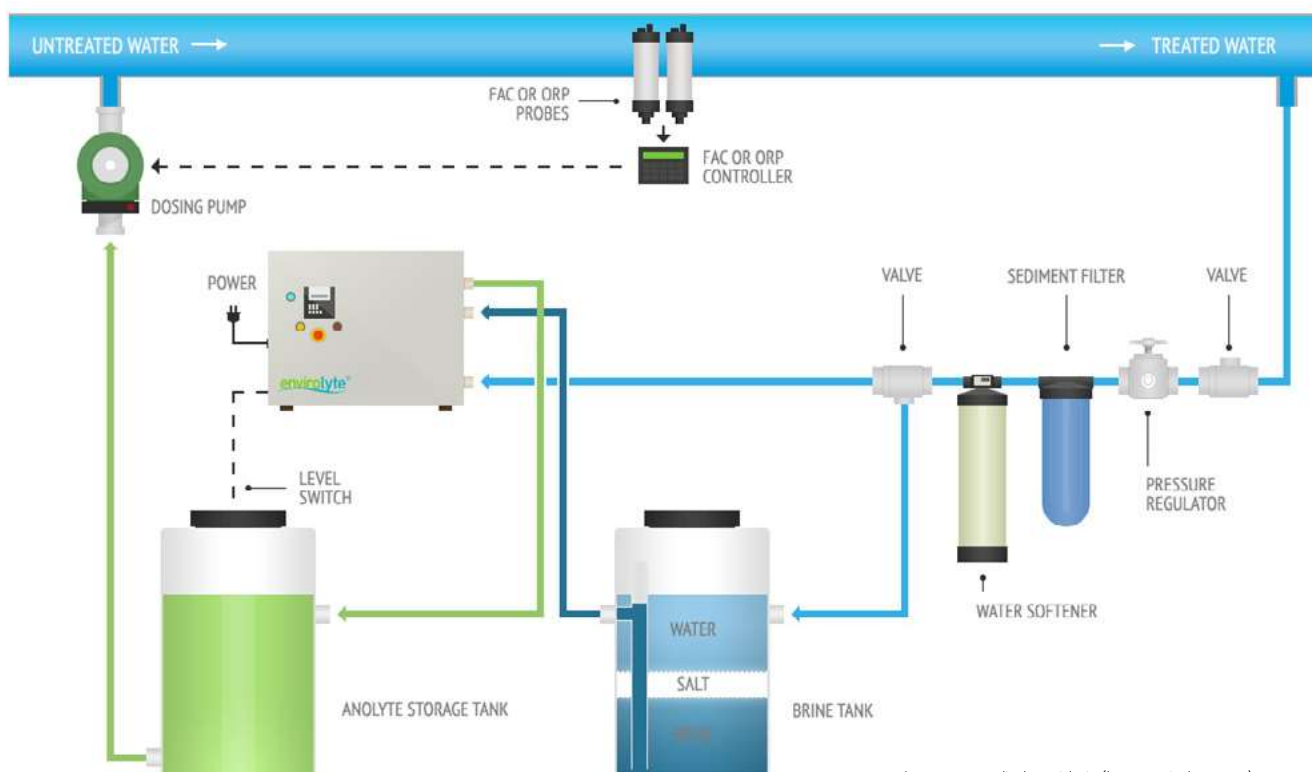 UNTREATED WATER
TREATED WATER
FAC OR ORP
PROBES
FAC OR ORP
CONTROLLER
DOSING PUMP
POWER
VALVE
SEDIMENT FILTER
VALVE
envirolyte®
LEVEL
SWITCH
PRESSURE
REGULATOR
WATER SOFTENER
WATER
SALT
ANOLYTE STORAGE TANK
BRINE TANK